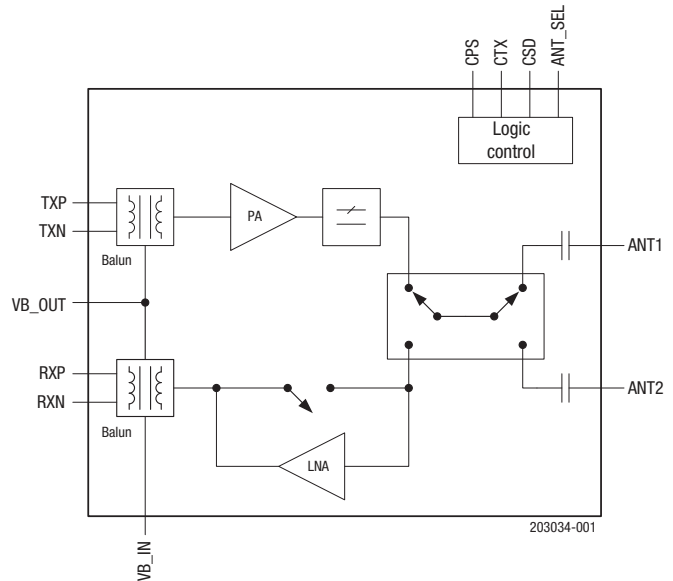 CPS
CTX
CSD
ANT_SEL
Logic
control
TXP
TXN
PA
Balun
ANT1
VB_OUT
RXP
RXN
ANT2
Balun
LNA
203034-001
VB_IN